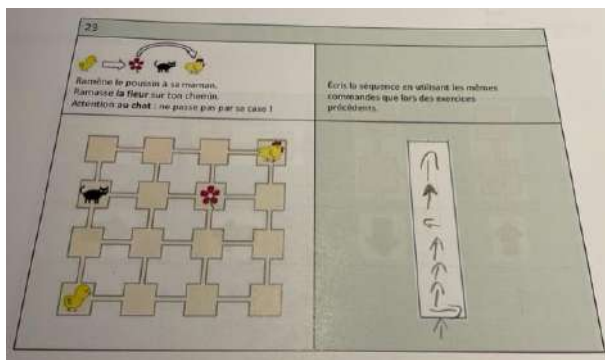 23
Ramène le poussin à sa maman.
Ramasse la fleur sur ton chemin.
Attention au chat : ne passe pas par sa case !
Écris la séquence en utilisant les mêmes
commandes que lors des exercices
précédents.